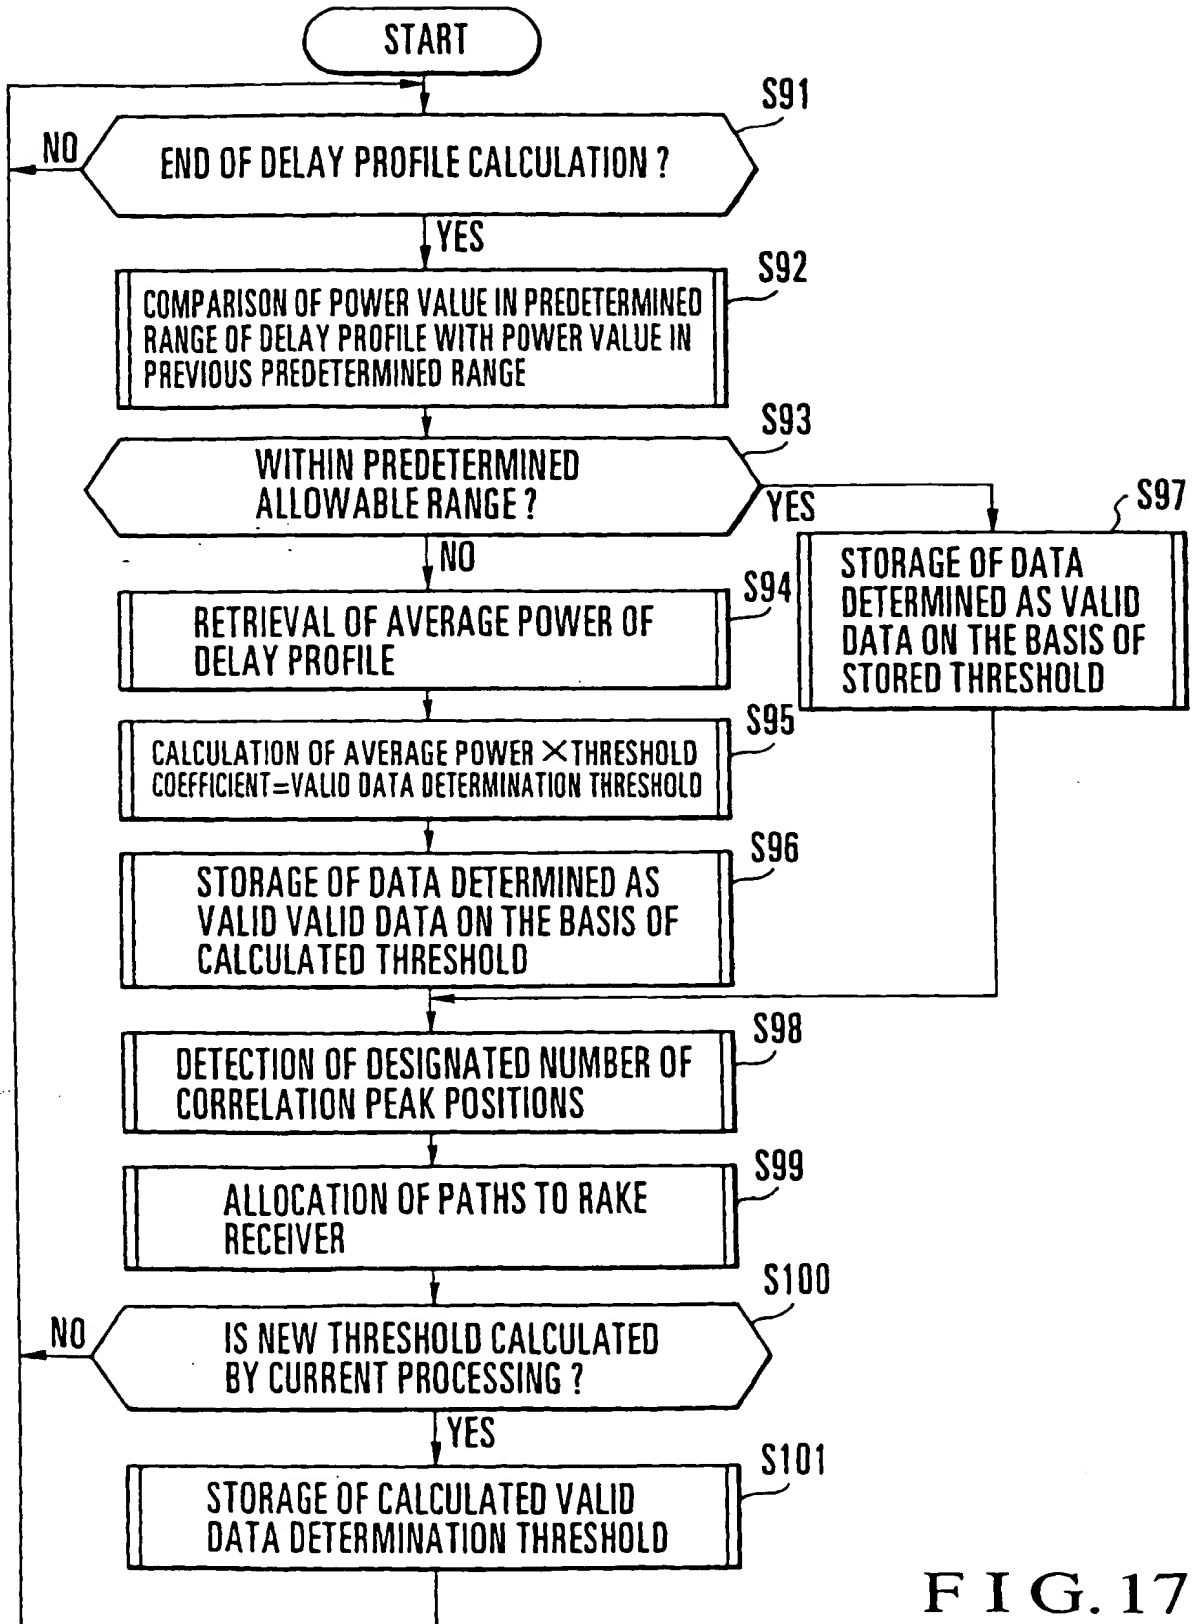 START
S91
NO
END OF DELAY PROFILE CALCULATION ?
YES
S92
COMPARISON OF POWER VALUE IN PREDETERMINED
RANGE OF DELAY PROFILE WITH POWER VALUE IN
PREVIOUS PREDETERMINED RANGE
S93
WITHIN PREDETERMINED
ALLOWABLE RANGE ?
YES
NO
S97
STORAGE OF DATA
DETERMINED AS VALID
DATA ON THE BASIS OF
STORED THRESHOLD
S94
RETRIEVAL OF AVERAGE POWER OF
DELAY PROFILE
S95
CALCULATION OF AVERAGE POWER ×THRESHOLD
COEFFICIENT=VALID DATA DETERMINATION THRESHOLD
S96
STORAGE OF DATA DETERMINED AS
VALID VALID DATA ON THE BASIS OF
CALCULATED THRESHOLD
S98
DETECTION OF DESIGNATED NUMBER OF
CORRELATION PEAK POSITIONS
S99
ALLOCATION OF PATHS TO RAKE
RECEIVER
S100
NO
IS NEW THRESHOLD CALCULATED
BY CURRENT PROCESSING ?
YES
S101
STORAGE OF CALCULATED VALID
DATA DETERMINATION THRESHOLD
FIG. 17